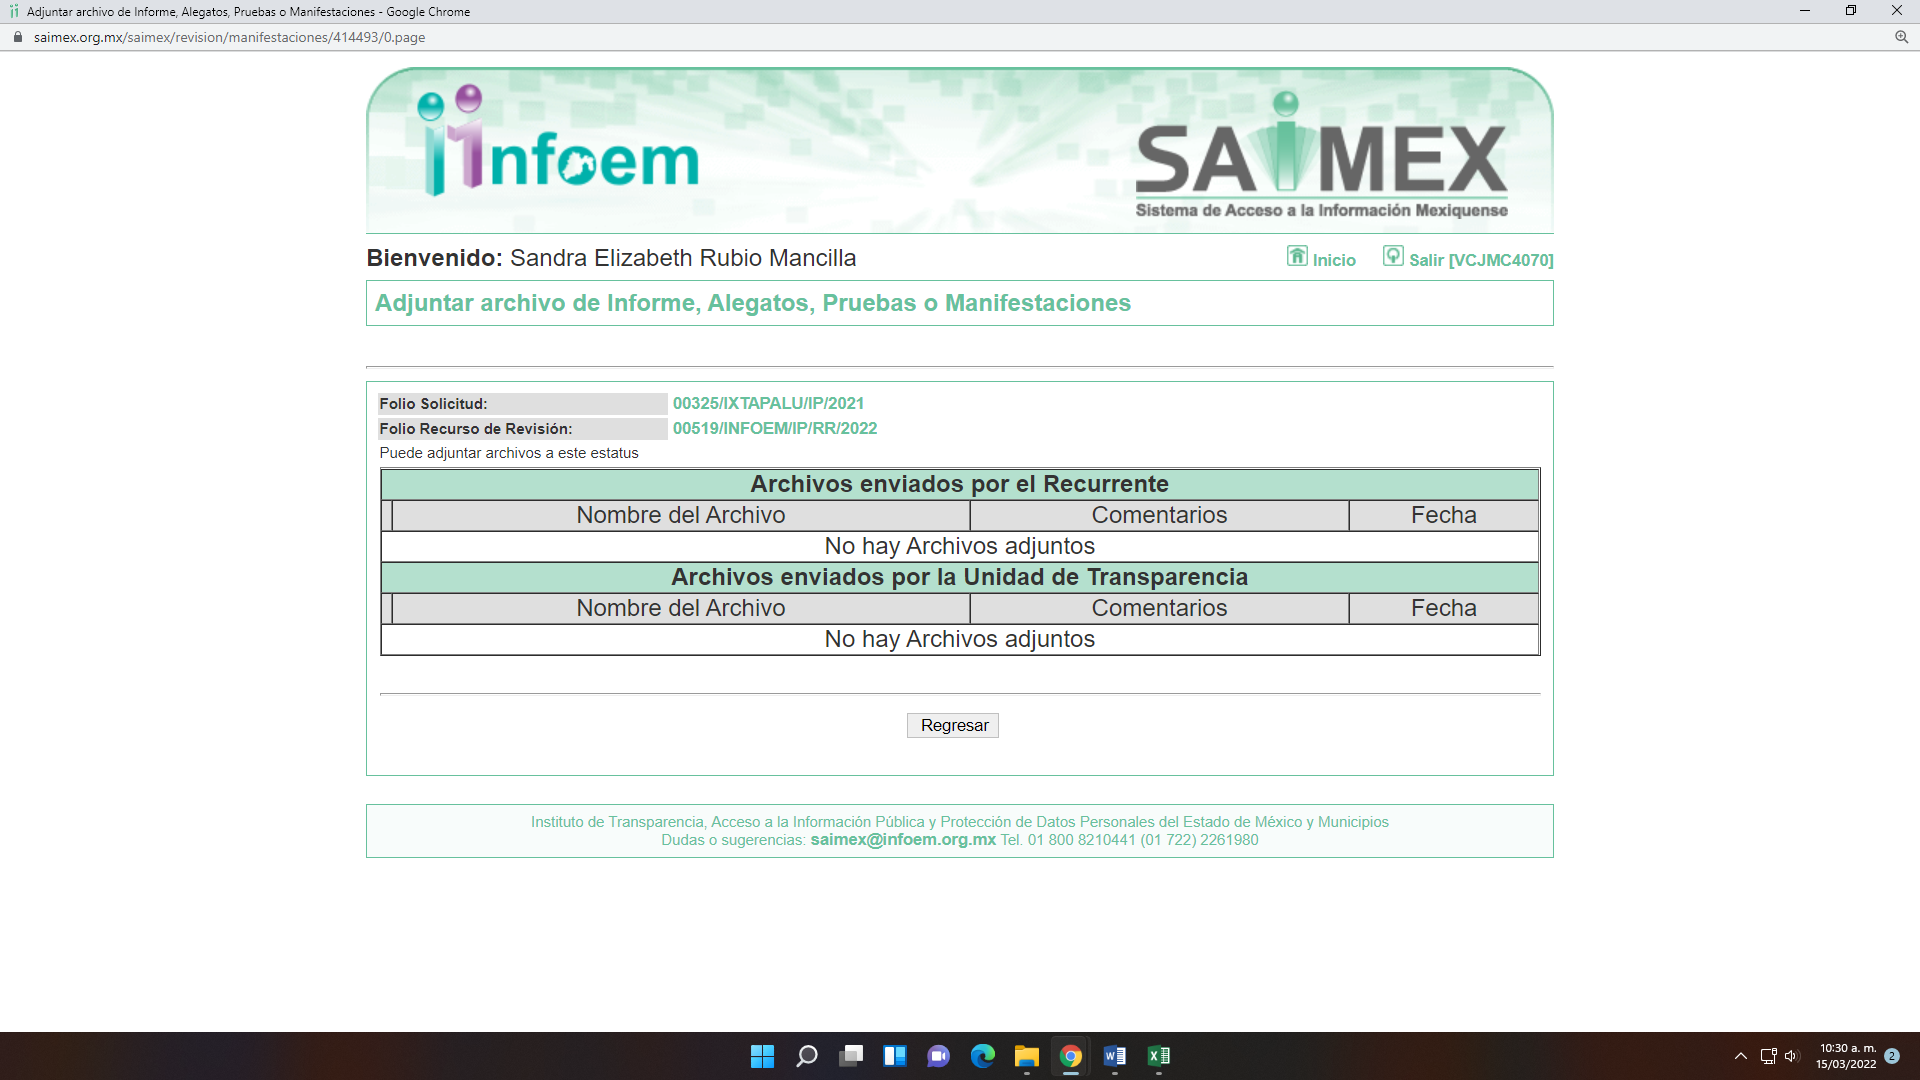 Adjuntar archivo de Informe, Alegatos, Pruebas o Manifestaciones - Google Chrome
saimex.org.mx/saimex/revision/manifestaciones/414493/0.page
infoem
SAIMEX
Sistema de Acceso a la Información Mexiquense
Bienvenido: Sandra Elizabeth Rubio Mancilla
Inicio Salir [VCJMC4070]
Adjuntar archivo de Informe, Alegatos, Pruebas o Manifestaciones
Folio Solicitud: 00325/IXTAPALU/IP/2021
Folio Recurso de Revisión: 00519/INFOEM/IP/RR/2022
Puede adjuntar archivos a este estatus
Archivos enviados por el Recurrente
Nombre del Archivo Comentarios Fecha
No hay Archivos adjuntos
Archivos enviados por la Unidad de Transparencia
Nombre del Archivo Comentarios Fecha
No hay Archivos adjuntos
Regresar
Instituto de Transparencia, Acceso a la Información Pública y Protección de Datos Personales del Estado de México y Municipios
Dudas o sugerencias: saimex@infoem.org.mx Tel. 01 800 8210441 (01 722) 2261980
10:30 a. m.
15/03/2022
2